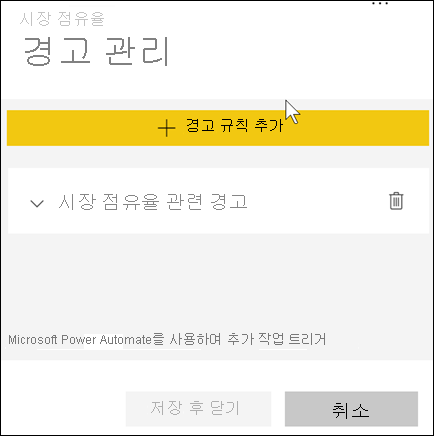 시장 점유율
경고 관리
경고 규칙 추가
시장 점유율 관련 경고
Microsoft Power Automate를 사용하여 추가 작업 트리거
저장 후 닫기
취소